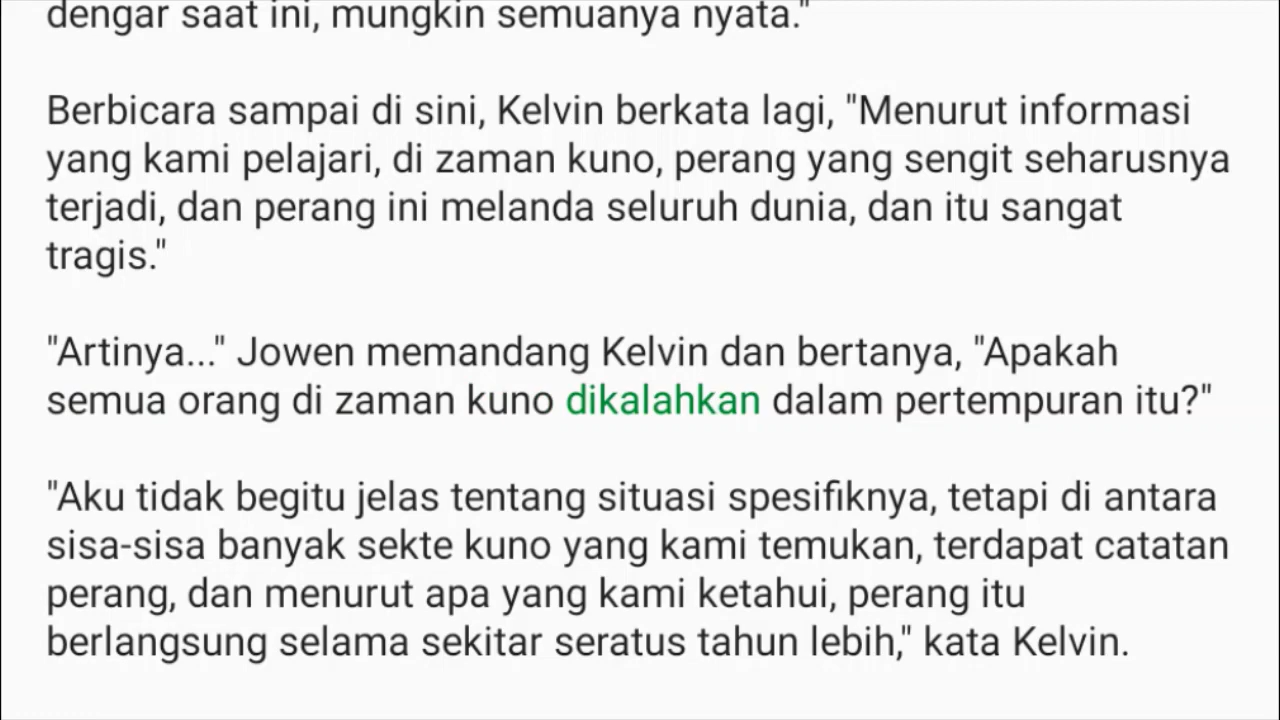 dengar saat ini, mungkin semuanya nyata."
Berbicara sampai di sini, Kelvin berkata lagi, "Menurut informasi
yang kami pelajari, di zaman kuno, perang yang sengit seharusnya
terjadi, dan perang ini melanda seluruh dunia, dan itu sangat
tragis."
"Artinya..." Jowen memandang Kelvin dan bertanya, "Apakah
semua orang di zaman kuno dikalahkan dalam pertempuran itu?"
"Aku tidak begitu jelas tentang situasi spesifiknya, tetapi di antara
sisa-sisa banyak sekte kuno yang kami temukan, terdapat catatan
perang, dan menurut apa yang kami ketahui, perang itu
berlangsung selama sekitar seratus tahun lebih," kata Kelvin.